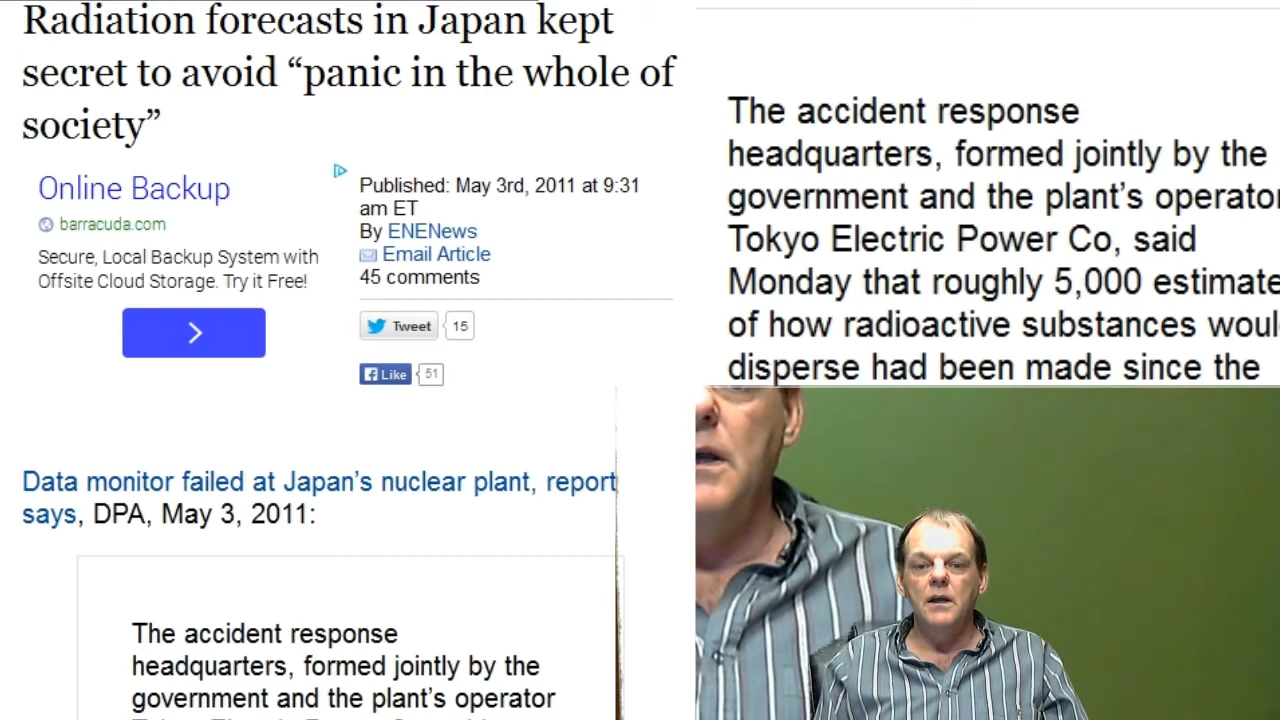 Radiation forecasts in Japan kept
secret to avoid “panic in the whole of
society”
Online Backup
barracuda.com
Secure, Local Backup System with
Offsite Cloud Storage. Try it Free!
Published: May 3rd, 2011 at 9:31
am ET
By ENENews
Email Article
45 comments
Tweet 15
Like 51
Data monitor failed at Japan’s nuclear plant, report
says, DPA, May 3, 2011:
The accident response
headquarters, formed jointly by the
government and the plant’s operator
The accident response
headquarters, formed jointly by the
government and the plant’s operator
Tokyo Electric Power Co, said
Monday that roughly 5,000 estimate
of how radioactive substances woul
disperse had been made since the